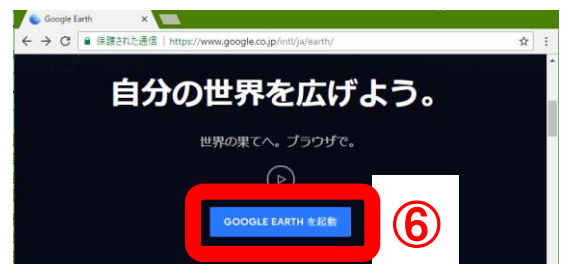 Google Earth
保護された通信 | https://www.google.co.jp/intl/ja/earth/
自分の世界を広げよう。
世界の果てへ。ブラウザで。
GOOGLE EARTH を起動
⑥